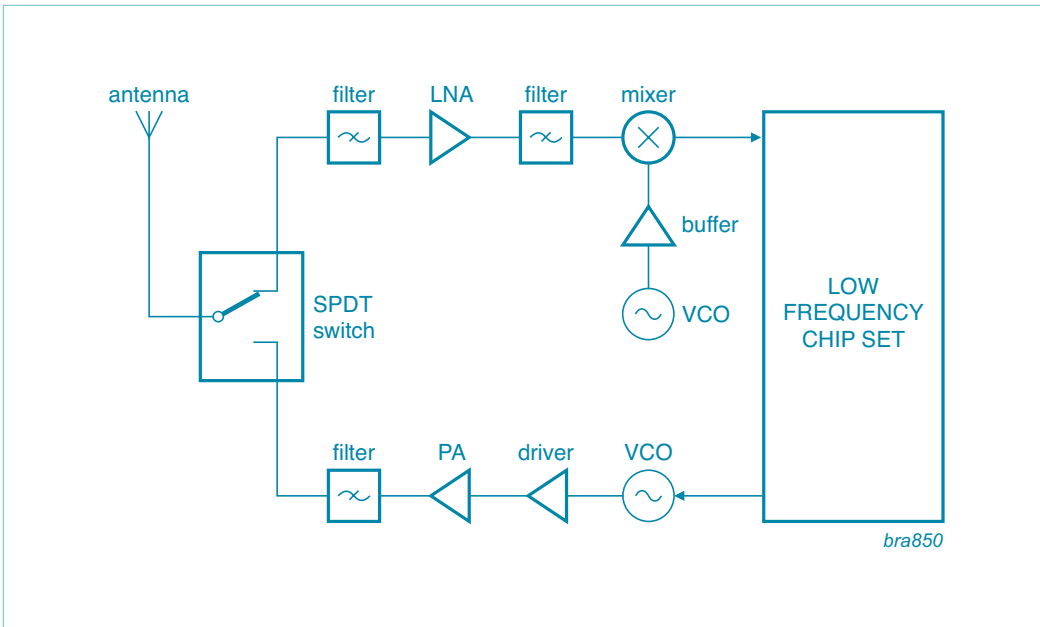 antenna
filter
LNA
filter
mixer
buffer
SPDT
switch
VCO
LOW
FREQUENCY
CHIP SET
filter
PA
driver
VCO
bra850